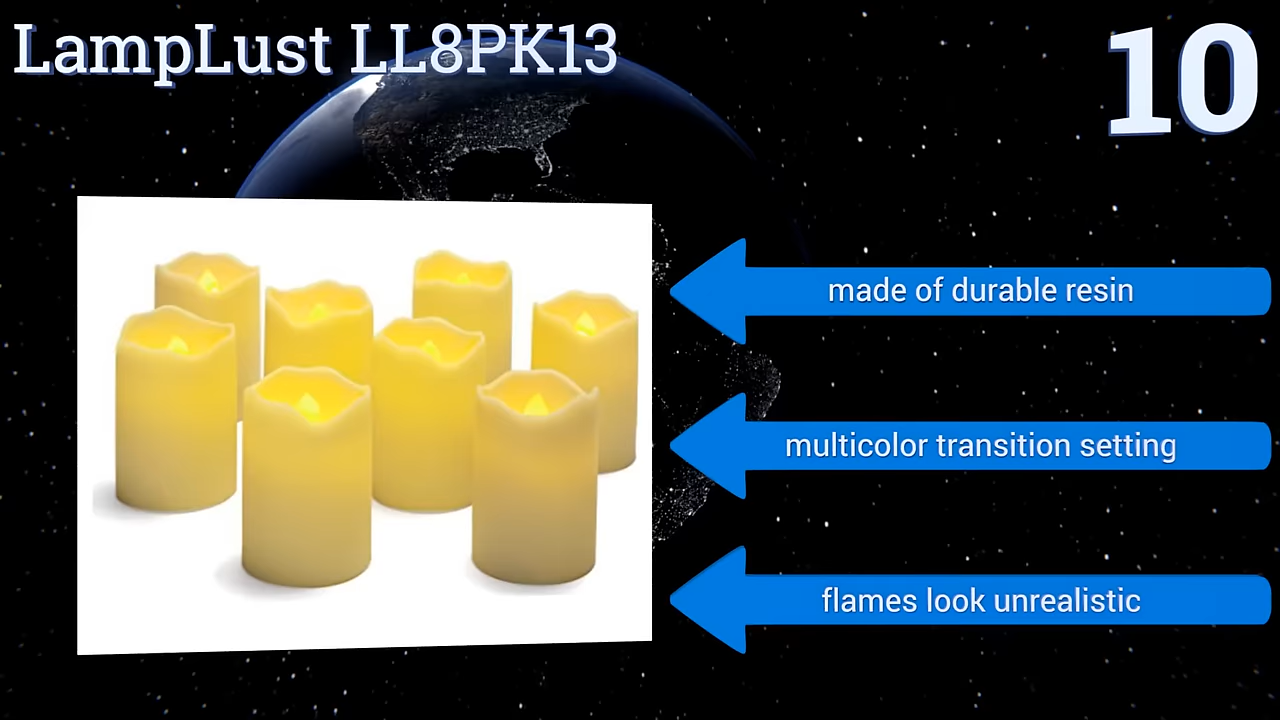 LampLust LL8PK13
10
made of durable resin
multicolor transition setting
flames look unrealistic